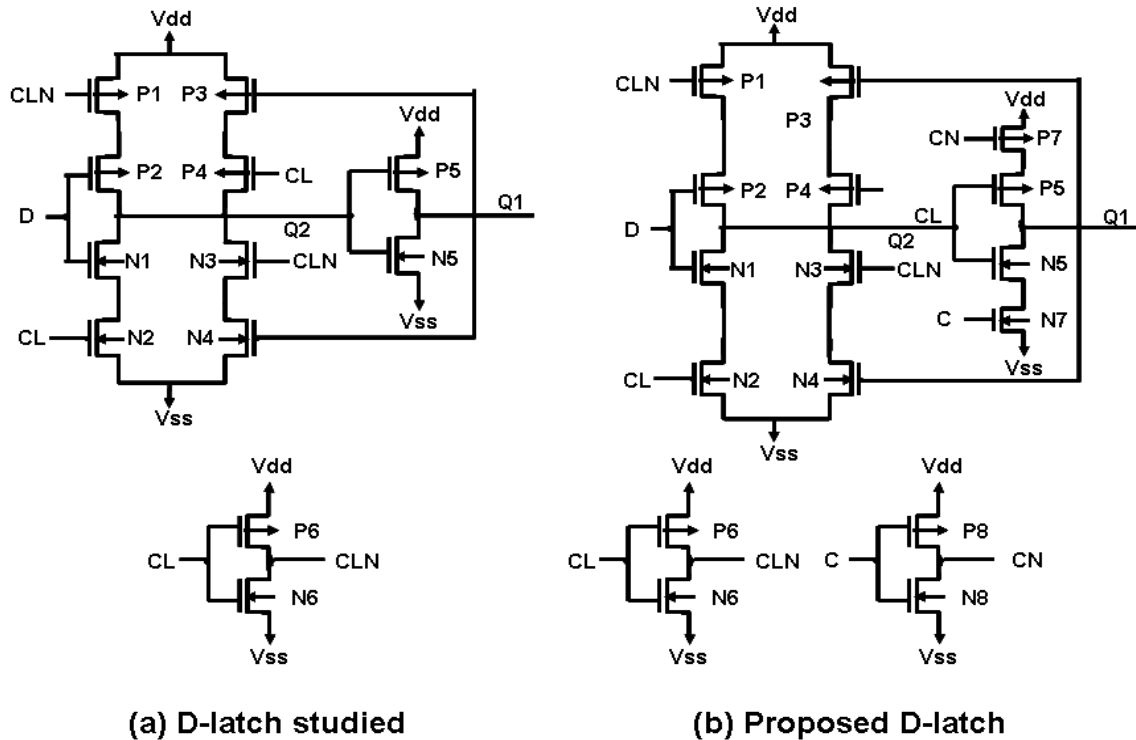 Vdd
CLN
P1
P3
Vdd
P2
P4
CL
P5
D
Q1
Q2
N1
N3
CLN
N5
Vss
CL
N2
N4
Vss
Vdd
P6
CL
CLN
N6
Vss
(a) D-latch studied
Vdd
CLN
P1
P3
Vdd
CN
P7
P2
P4
P5
CL
Q1
D
Q2
N1
N3
CLN
N5
C
N7
Vss
CL
N2
N4
Vss
Vdd
P6
CL
CLN
N6
Vss
Vdd
P8
C
CN
N8
Vss
(b) Proposed D-latch